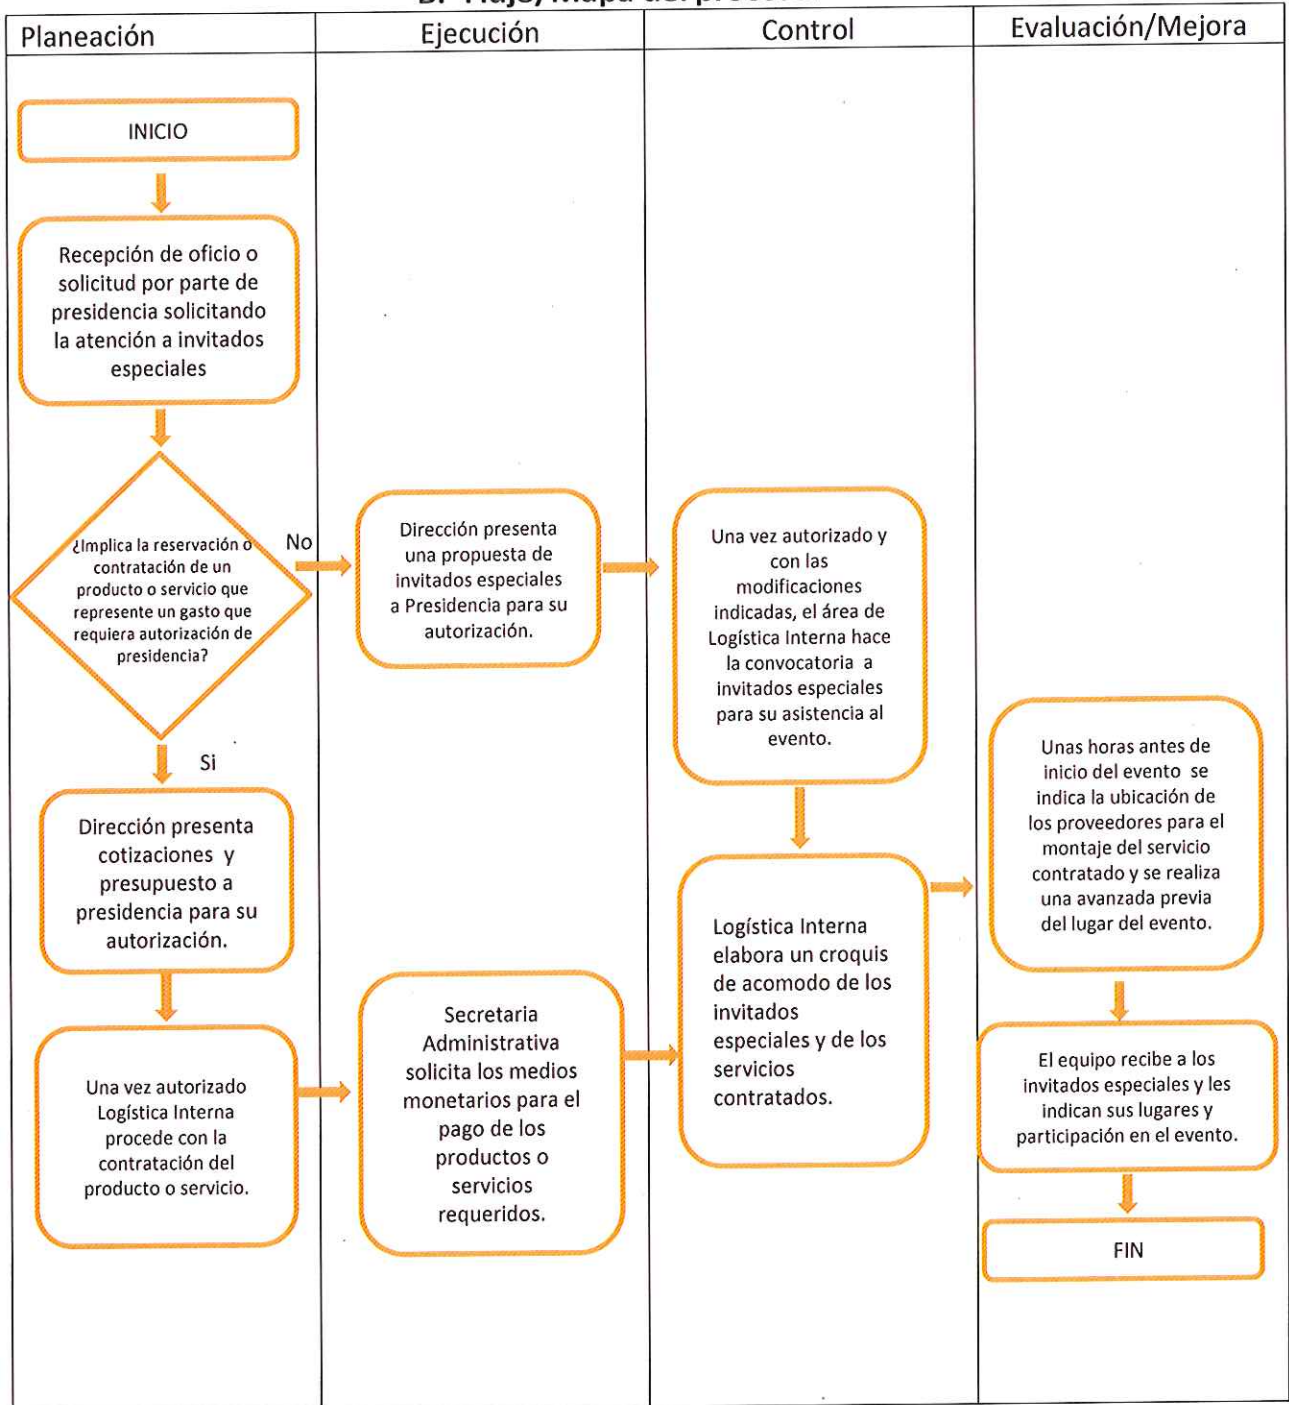 Planeación
Ejecución
Control
Evaluación/Mejora
INICIO
Recepción de oficio o
solicitud por parte de
presidencia solicitando
la atención a invitados
especiales
¿Implica la reservación o
contratación de un
producto o servicio que
represente un gasto que
requiera autorización de
presidencia?
No
Si
Dirección presenta
una propuesta de
invitados especiales
a Presidencia para su
autorización.
Una vez autorizado y
con las
modificaciones
indicadas, el área de
Logística Interna hace
la convocatoria a
invitados especiales
para su asistencia al
evento.
Dirección presenta
cotizaciones y
presupuesto a
presidencia para su
autorización.
Una vez autorizado
Logística Interna
procede con la
contratación del
producto o servicio.
Secretaria
Administrativa
solicita los medios
monetarios para el
pago de los
productos o
servicios
requeridos.
Logística Interna
elabora un croquis
de acomodo de los
invitados
especiales y de los
servicios
contratados.
Unas horas antes de
inicio del evento se
indica la ubicación de
los proveedores para el
montaje del servicio
contratado y se realiza
una avanzada previa
del lugar del evento.
El equipo recibe a los
invitados especiales y les
indican sus lugares y
participación en el evento.
FIN